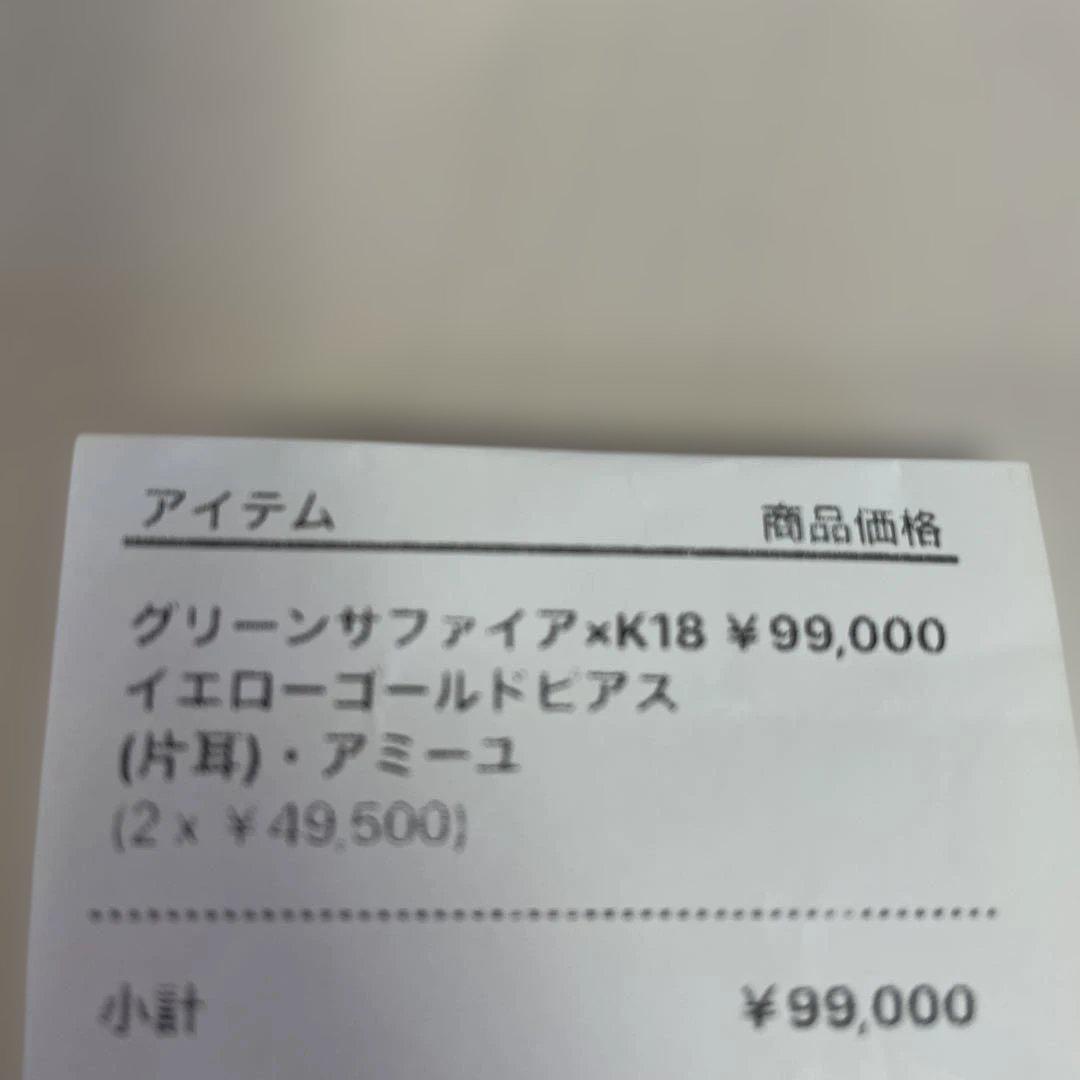 アイテム 商品価格
グリーンサファイア×K18 ¥99,000
イエローゴールドピアス
(片耳)・アミーユ
(2 x ¥49,500)
小計 ¥99,000